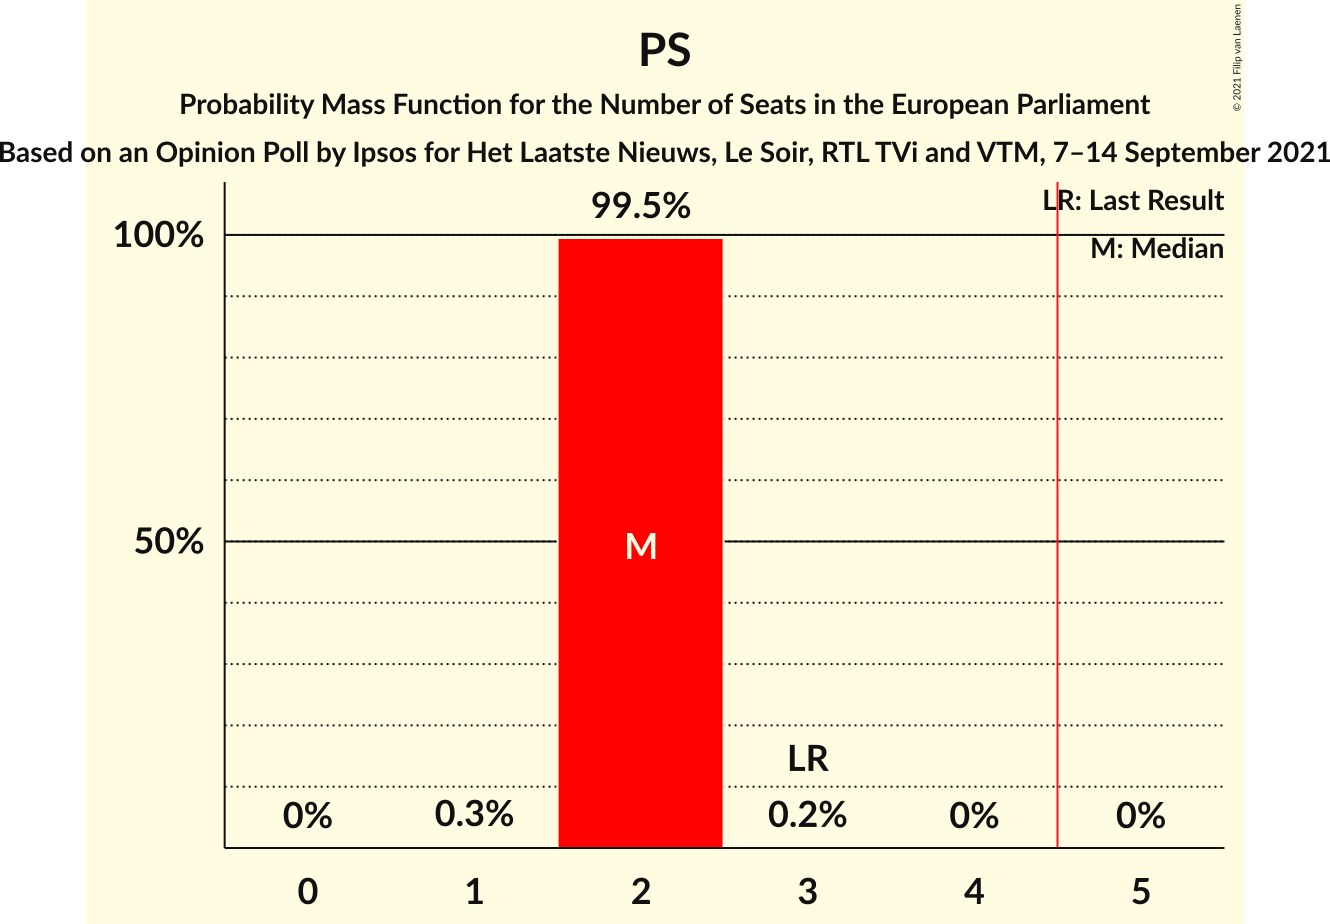 PS
Probability Mass Function for the Number of Seats in the European Parliament
Based on an Opinion Poll by Ipsos for Het Laatste Nieuws, Le Soir, RTL TVi and VTM, 7–14 September 2021
© 2021 Filip van Laenen
LR: Last Result
M: Median
99.5%
100%
50%
M
LR
0% 0.3% 0.2% 0% 0%
0 1 2 3 4 5